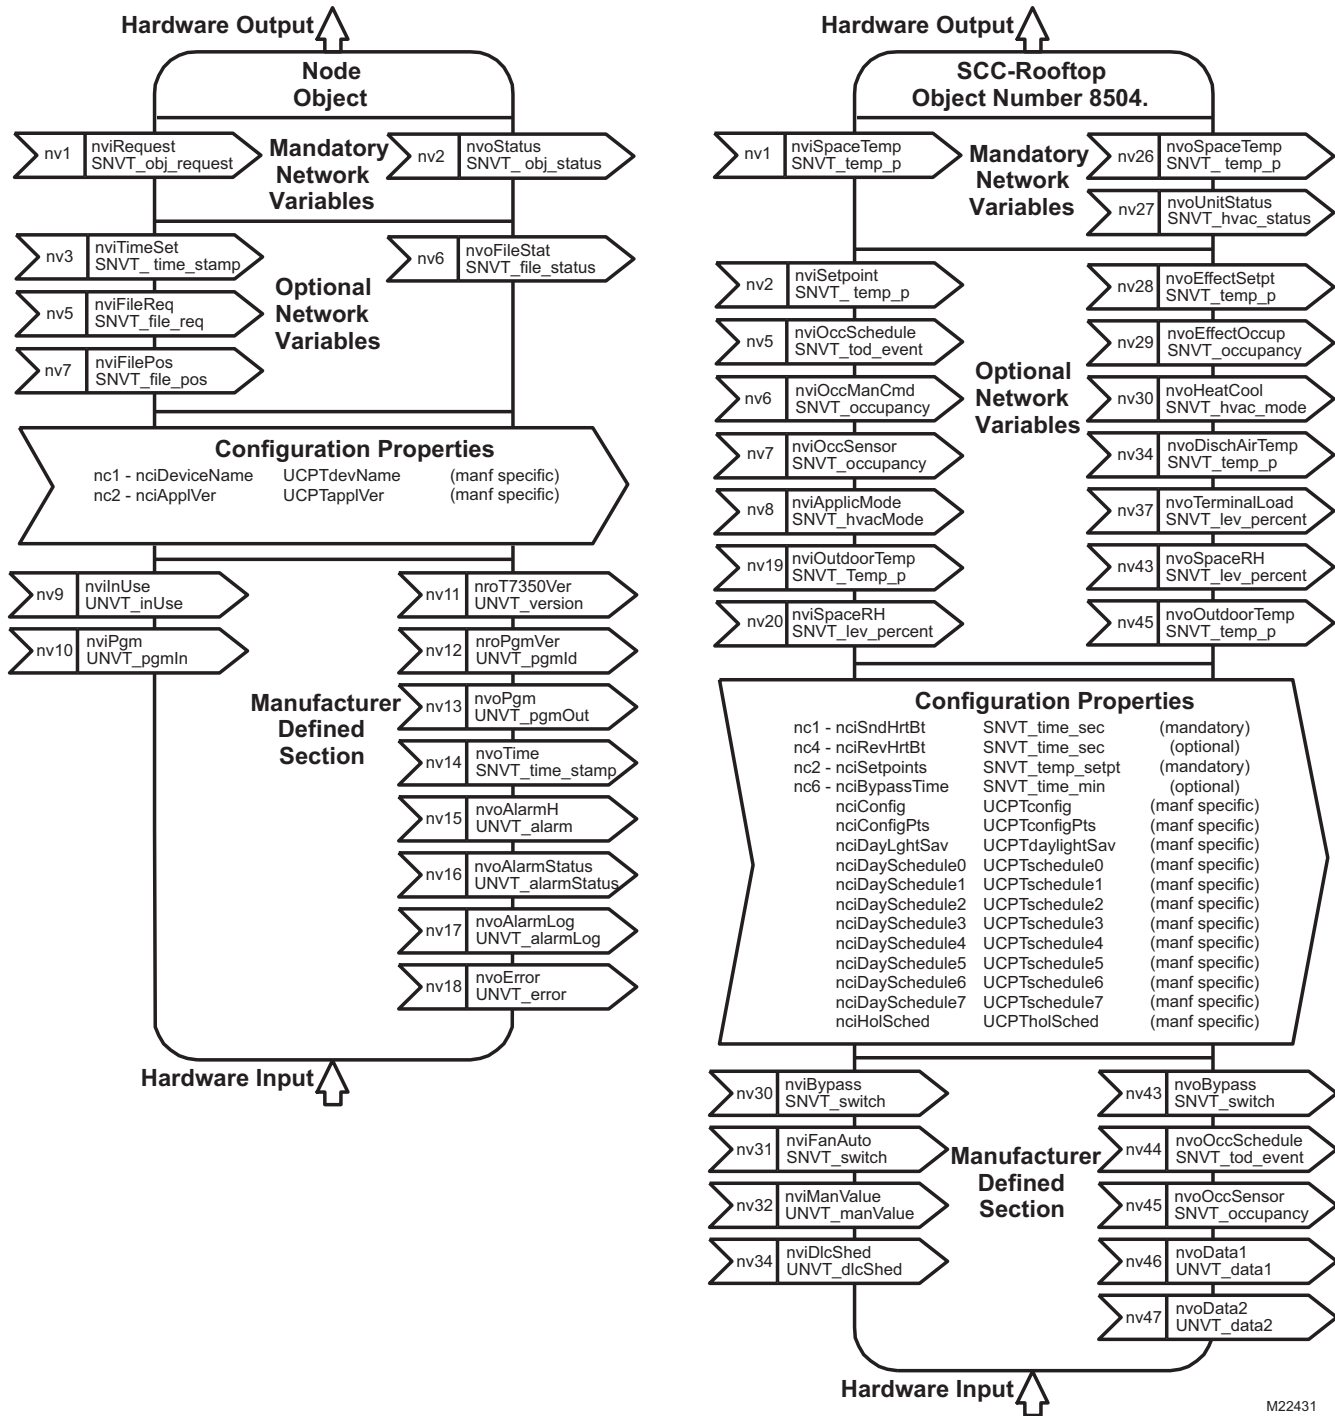 Hardware Output
Node
Object
nv1
nviRequest
SNVT_obj_request
Mandatory
Network
Variables
nv2
nvoStatus
SNVT_ obj_status
nv3
nviTimeSet
SNVT_ time_stamp
nv5
nviFileReq
SNVT_file_req
nv7
nviFilePos
SNVT_file_pos
Optional
Network
Variables
nv6
nvoFileStat
SNVT_file_status
Configuration Properties
nc1 - nciDeviceName UCPTdevName (manf specific)
nc2 - nciApplVer UCPTapplVer (manf specific)
nv9
nviInUse
UNVT_inUse
nv10
nviPgm
UNVT_pgmIn
Manufacturer
Defined
Section
nv11
nroT7350Ver
UNVT_version
nv12
nroPgmVer
UNVT_pgmId
nv13
nvoPgm
UNVT_pgmOut
nv14
nvoTime
SNVT_time_stamp
nv15
nvoAlarmH
UNVT_alarm
nv16
nvoAlarmStatus
UNVT_alarmStatus
nv17
nvoAlarmLog
UNVT_alarmLog
nv18
nvoError
UNVT_error
Hardware Input
Hardware Output
SCC-Rooftop
Object Number 8504.
nv1
nviSpaceTemp
SNVT_temp_p
Mandatory
Network
Variables
nv26
nvoSpaceTemp
SNVT_ temp_p
nv27
nvoUnitStatus
SNVT_hvac_status
nv2
nviSetpoint
SNVT_ temp_p
nv5
nviOccSchedule
SNVT_tod_event
nv6
nviOccManCmd
SNVT_occupancy
nv7
nviOccSensor
SNVT_occupancy
nv8
nviApplicMode
SNVT_hvacMode
nv19
nviOutdoorTemp
SNVT_Temp_p
nv20
nviSpaceRH
SNVT_lev_percent
Optional
Network
Variables
nv28
nvoEffectSetpt
SNVT_temp_p
nv29
nvoEffectOccup
SNVT_occupancy
nv30
nvoHeatCool
SNVT_hvac_mode
nv34
nvoDischAirTemp
SNVT_temp_p
nv37
nvoTerminalLoad
SNVT_lev_percent
nv43
nvoSpaceRH
SNVT_lev_percent
nv45
nvoOutdoorTemp
SNVT_temp_p
Configuration Properties
nc1 - nciSndHrtBt SNVT_time_sec (mandatory)
nc4 - nciRevHrtBt SNVT_time_sec (optional)
nc2 - nciSetpoints SNVT_temp_setpt (mandatory)
nc6 - nciBypassTime SNVT_time_min (optional)
nciConfig UCPTconfig (manf specific)
nciConfigPts UCPTconfigPts (manf specific)
nciDayLghtSav UCPTdaylightSav (manf specific)
nciDaySchedule0 UCPTschedule0 (manf specific)
nciDaySchedule1 UCPTschedule1 (manf specific)
nciDaySchedule2 UCPTschedule2 (manf specific)
nciDaySchedule3 UCPTschedule3 (manf specific)
nciDaySchedule4 UCPTschedule4 (manf specific)
nciDaySchedule5 UCPTschedule5 (manf specific)
nciDaySchedule6 UCPTschedule6 (manf specific)
nciDaySchedule7 UCPTschedule7 (manf specific)
nciHolSched UCPTholSched (manf specific)
nv30
nviBypass
SNVT_switch
nv31
nviFanAuto
SNVT_switch
nv32
nviManValue
UNVT_manValue
nv34
nviDlcShed
UNVT_dlcShed
Manufacturer
Defined
Section
nv43
nvoBypass
SNVT_switch
nv44
nvoOccSchedule
SNVT_tod_event
nv45
nvoOccSensor
SNVT_occupancy
nv46
nvoData1
UNVT_data1
nv47
nvoData2
UNVT_data2
Hardware Input
M22431